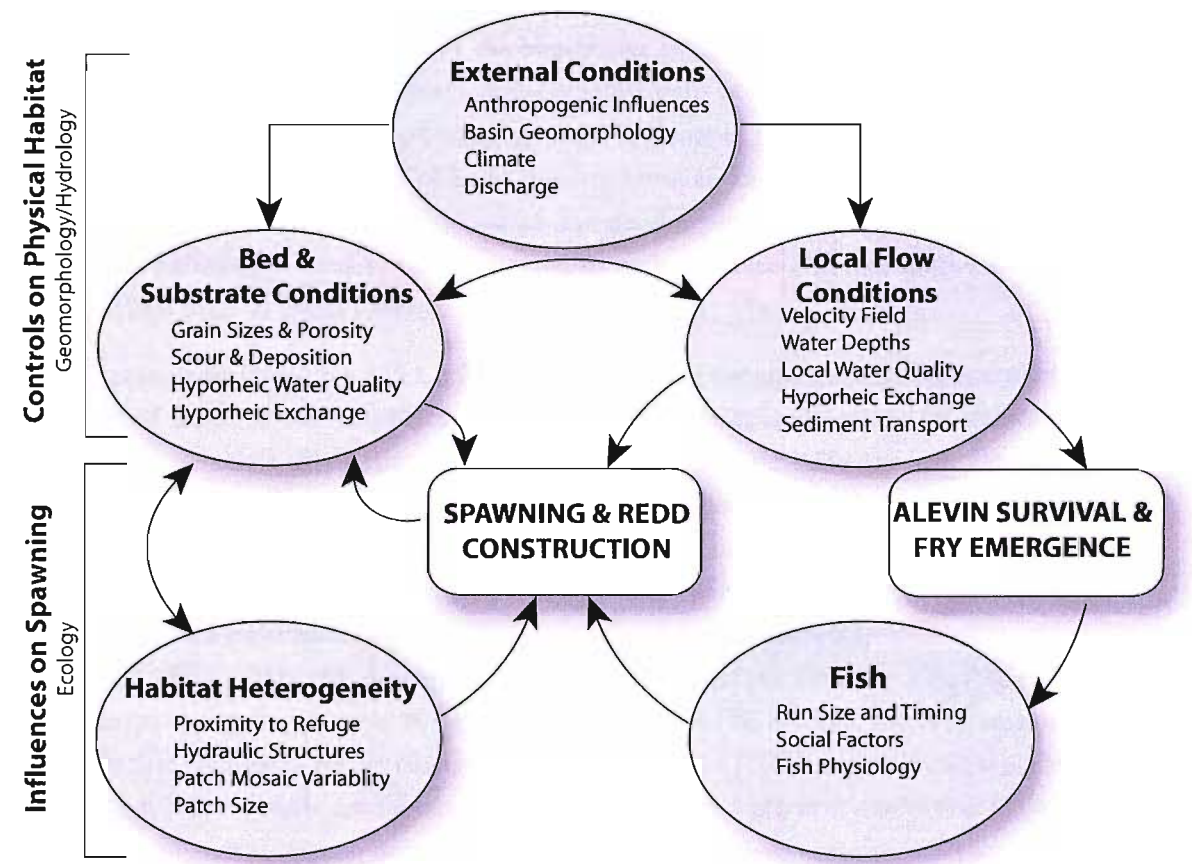 Controls on Physical Habitat
Geomorphology/Hydrology
External Conditions
Anthropogenic Influences
Basin Geomorphology
Climate
Discharge
Bed &
Substrate Conditions
Grain Sizes & Porosity
Scour & Deposition
Hyporheic Water Quality
Hyporheic Exchange
Local Flow
Conditions
Velocity Field
Water Depths
Local Water Quality
Hyporheic Exchange
Sediment Transport
Influences on Spawning
Ecology
SPAWNING & REDD
CONSTRUCTION
ALEVIN SURVIVAL &
FRY EMERGENCE
Habitat Heterogeneity
Proximity to Refuge
Hydraulic Structures
Patch Mosaic Variablity
Patch Size
Fish
Run Size and Timing
Social Factors
Fish Physiology